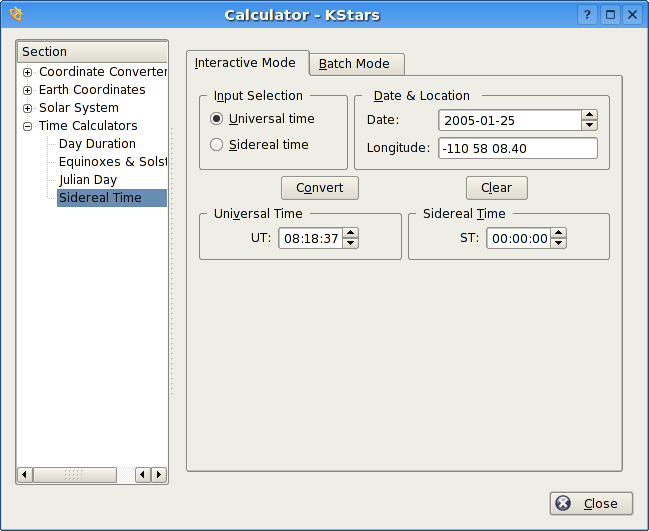 Calculator - KStars
Section
Coordinate Converter
Earth Coordinates
Solar System
Time Calculators
Day Duration
Equinoxes & Solst
Julian Day
Sidereal Time
Interactive Mode
Batch Mode
Input Selection
Universal time
Sidereal time
Date & Location
Date: 2005-01-25
Longitude: -110 58 08.40
Convert
Clear
Universal Time
UT: 08:18:37
Sidereal Time
ST: 00:00:00
Close